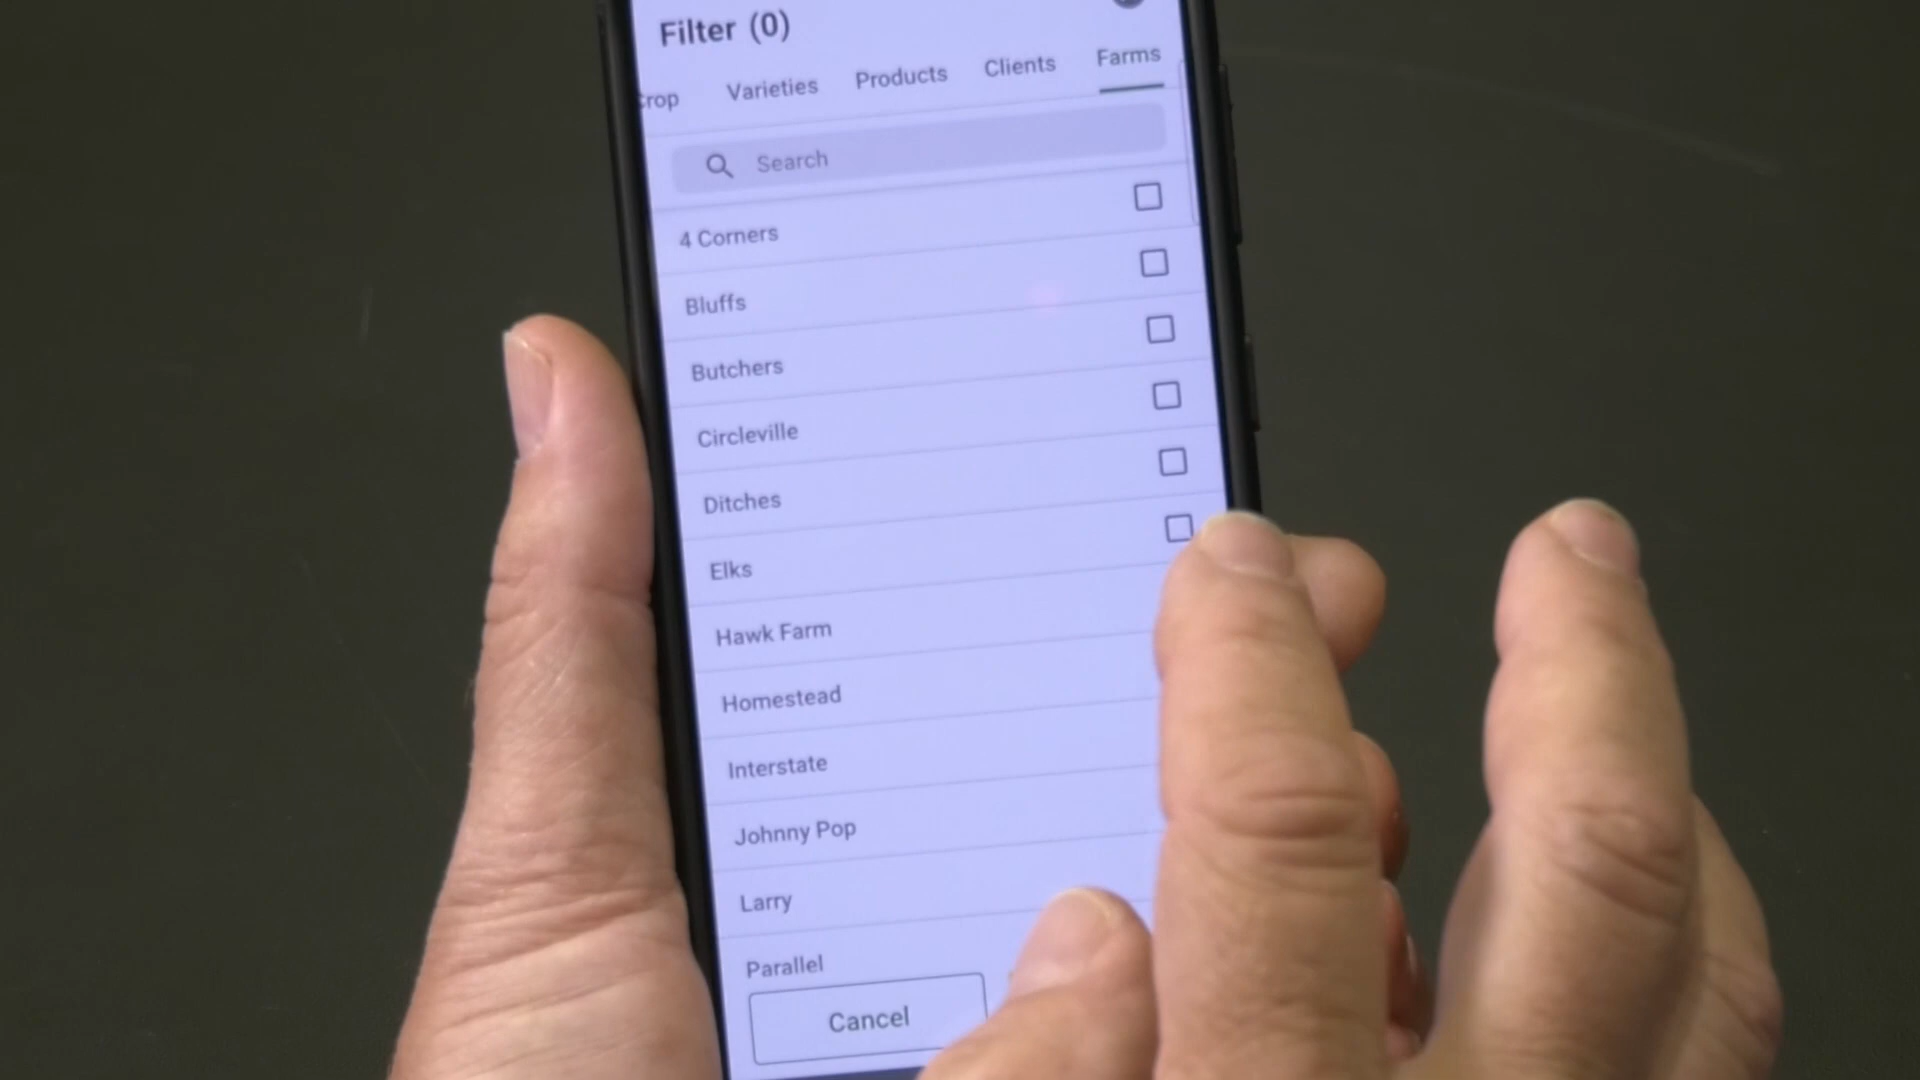 Filter (0)
Crop Varieties Products Clients Farms
Search
4 Corners
Bluffs
Butchers
Circleville
Ditches
Elks
Hawk Farm
Homestead
Interstate
Johnny Pop
Larry
Parallel
Cancel